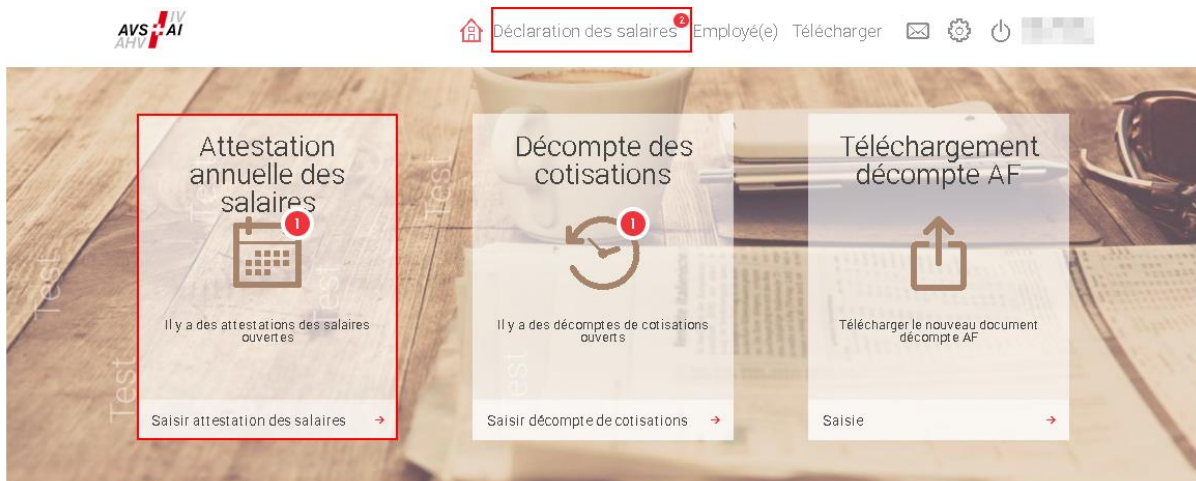 IV
AVS AI
AHV
Déclaration des salaires 2 Employé(e) Télécharger
Attestation
annuelle des
salaires
1
Il y a des attestations des salaires
ouvertes
Saisir attestation des salaires →
Décompte des
cotisations
1
Il y a des décomptes de cotisations
ouverts
Saisir décompte de cotisations →
Téléchargement
décompte AF
Télécharger le nouveau document
décompte AF
Saisie →
Test
Test
Test
Test
Test
Test